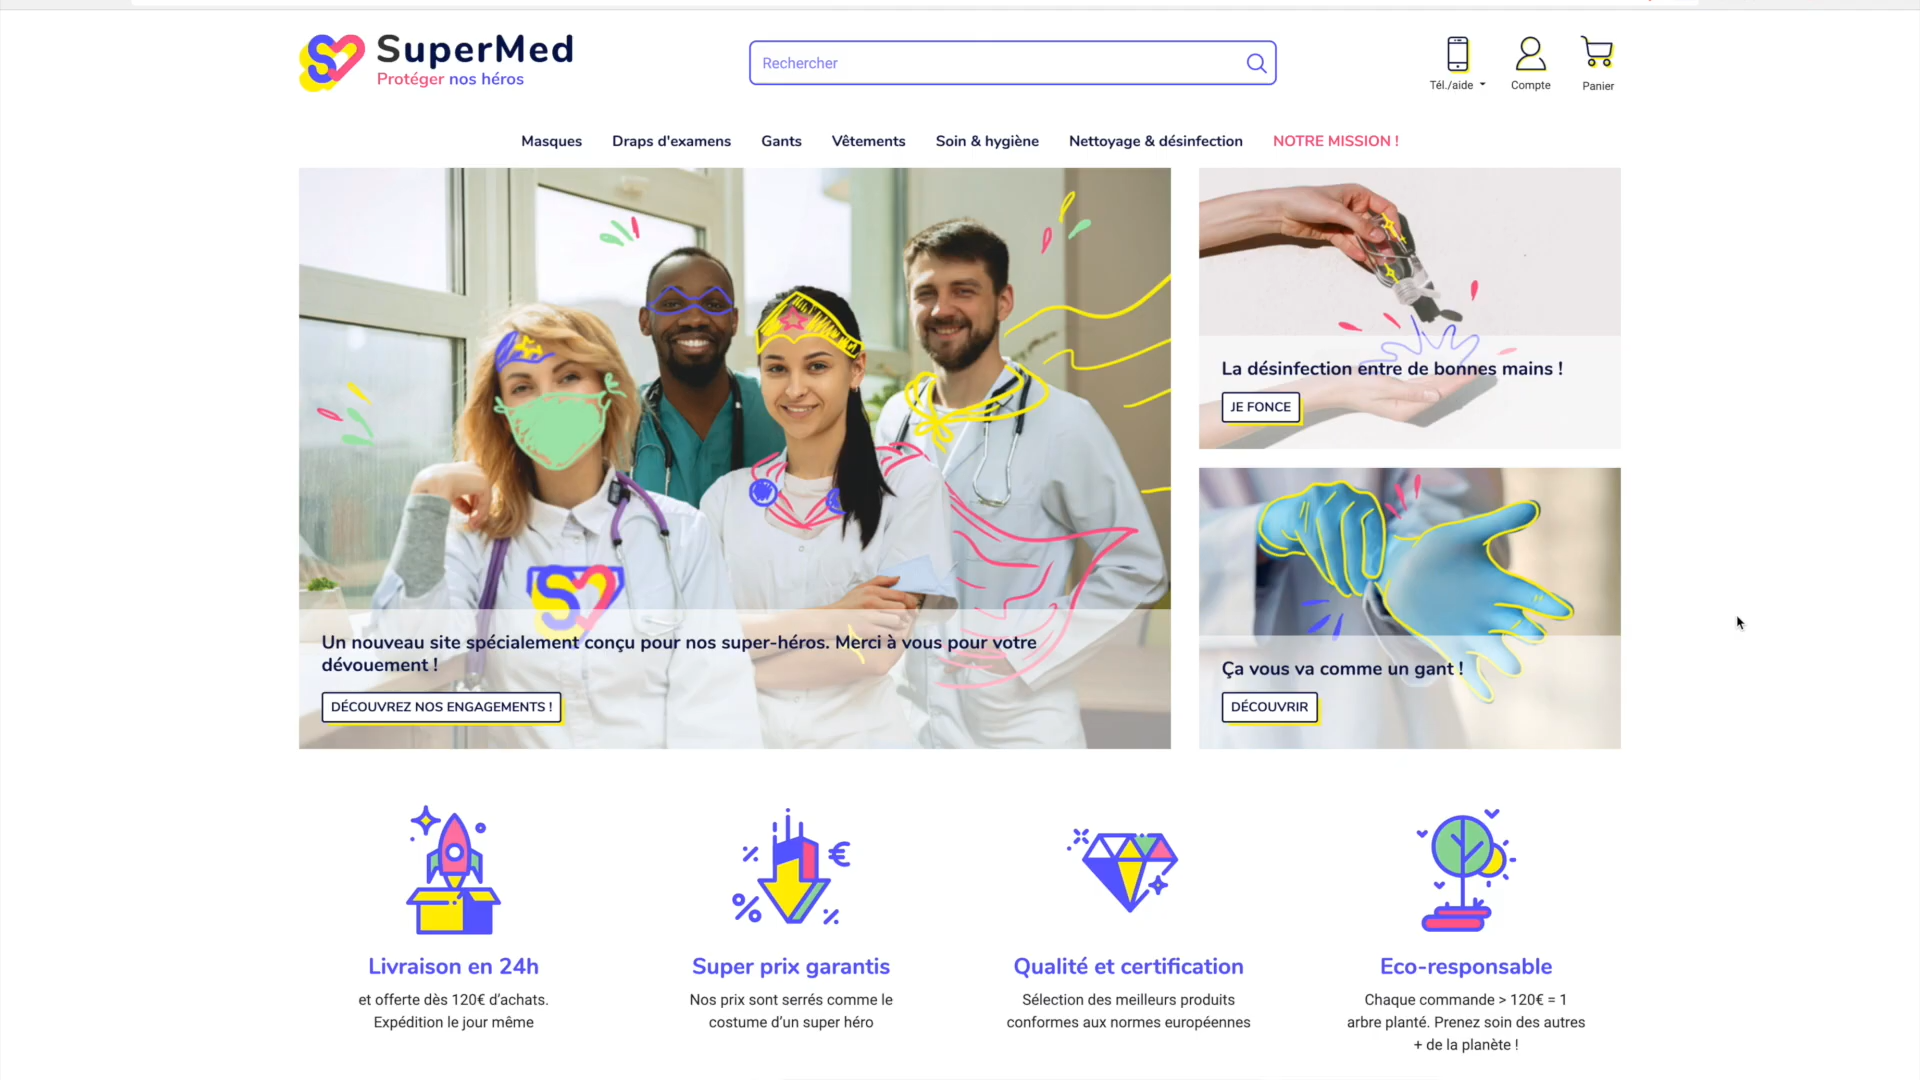 SuperMed
Protéger nos héros
Rechercher
Tél./aide
Compte
Panier
Masques
Draps d'examens
Gants
Vêtements
Soin & hygiène
Nettoyage & désinfection
NOTRE MISSION !
Un nouveau site spécialement conçu pour nos super-héros. Merci à vous pour votre
dévouement !
DÉCOUVREZ NOS ENGAGEMENTS !
La désinfection entre de bonnes mains !
JE FONCE
Ça vous va comme un gant !
DÉCOUVRIR
Livraison en 24h
et offerte dès 120€ d’achats.
Expédition le jour même
Super prix garantis
Nos prix sont serrés comme le
costume d’un super héro
Qualité et certification
Sélection des meilleurs produits
conformes aux normes européennes
Eco-responsable
Chaque commande > 120€ = 1
arbre planté. Prenez soin des autres
+ de la planète !